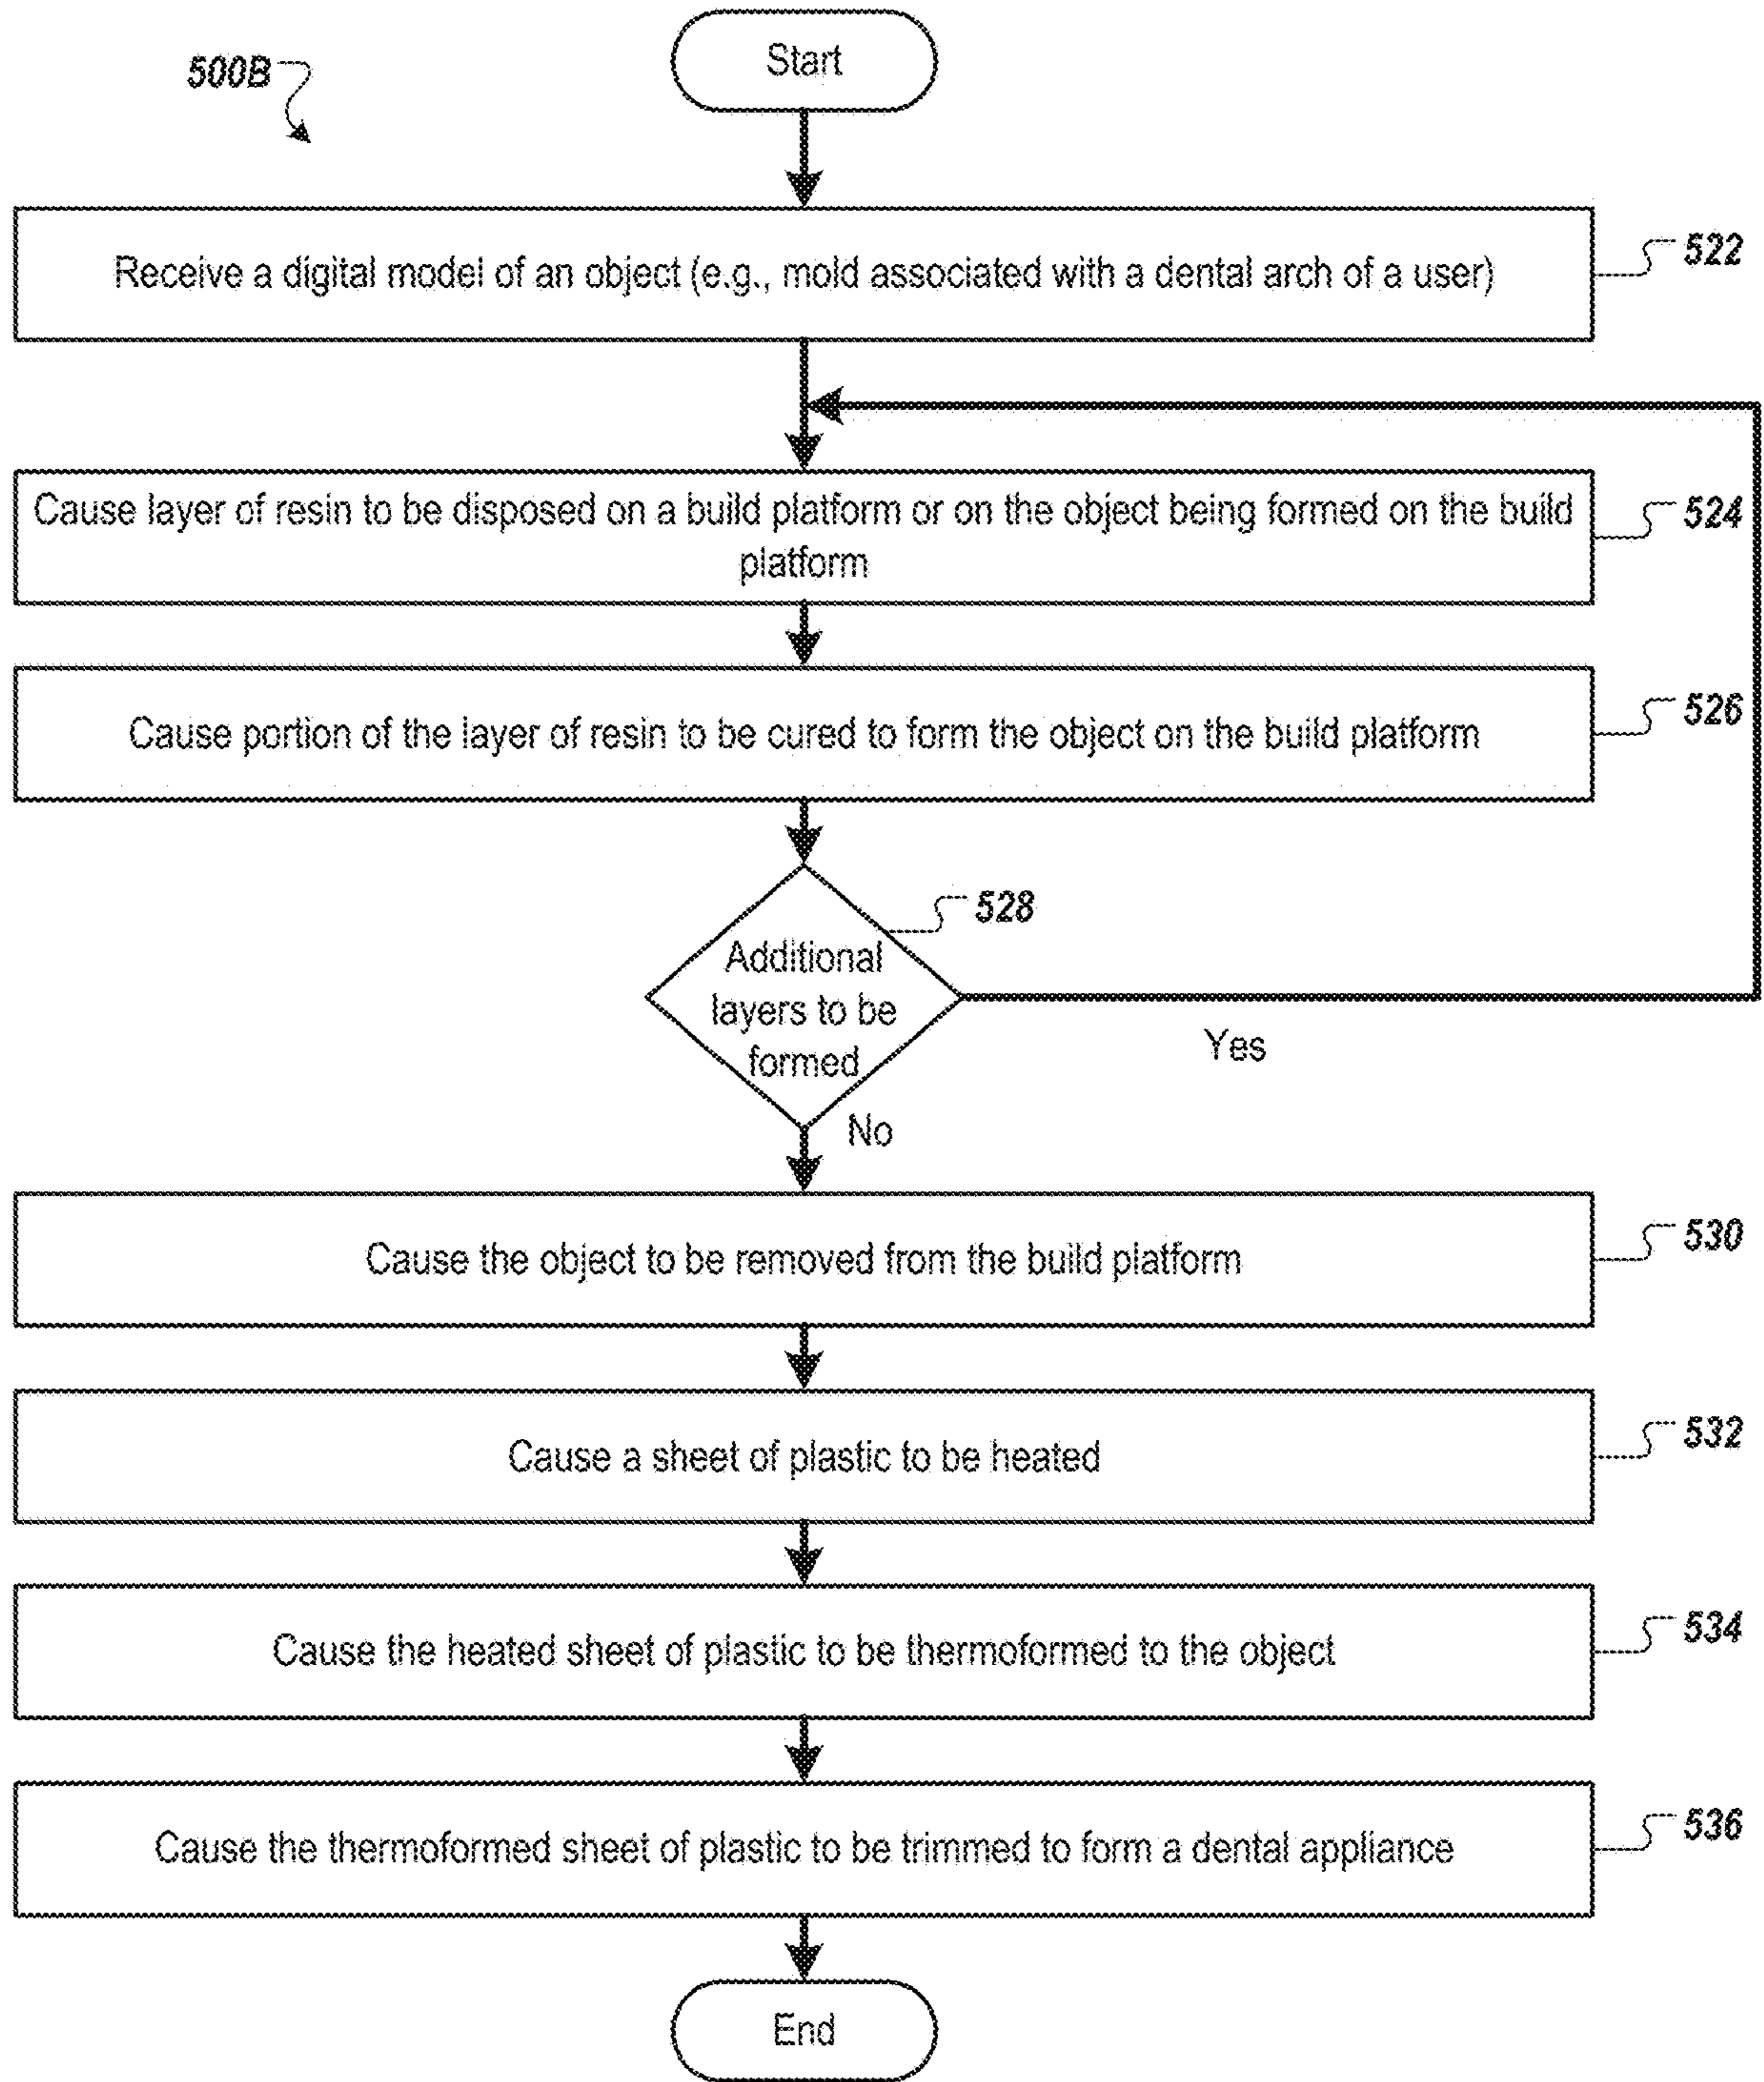 Start
500B
Receive a digital model of an object (e.g., mold associated with a dental arch of a user)
522
Cause layer of resin to be disposed on a build platform or on the object being formed on the build
platform
524
Cause portion of the layer of resin to be cured to form the object on the build platform
526
528
Additional
layers to be
formed
Yes
No
Cause the object to be removed from the build platform
530
Cause a sheet of plastic to be heated
532
Cause the heated sheet of plastic to be thermoformed to the object
534
Cause the thermoformed sheet of plastic to be trimmed to form a dental appliance
536
End